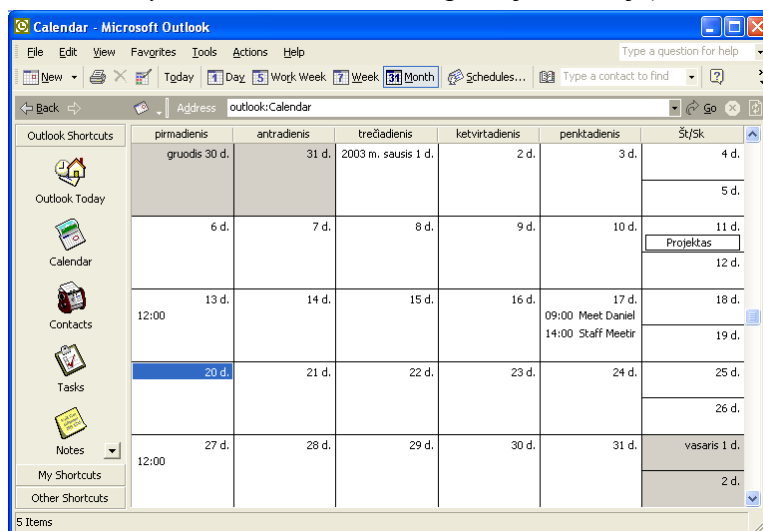 Calendar - Microsoft Outlook
File Edit View Favorites Tools Actions Help Type a question for help
New Today 1 Day 5 Work Week 7 Week 31 Month Schedules... Type a contact to find
Back Address outlook:Calendar Go
Outlook Shortcuts pirmadienis antradienis trečiadienis ketvirtadienis penktadienis Št/Sk
gruodis 30 d. 31 d. 2003 m. sausis 1 d. 2 d. 3 d. 4 d.
5 d.
Outlook Today
6 d. 7 d. 8 d. 9 d. 10 d. 11 d.
Projektas
Calendar 12 d.
13 d. 14 d. 15 d. 16 d. 17 d. 18 d.
12:00 09:00 Meet Daniel
Contacts
14:00 Staff Meetir 19 d.
20 d. 21 d. 22 d. 23 d. 24 d. 25 d.
Tasks
26 d.
Notes 27 d. 28 d. 29 d. 30 d. 31 d. vasaris 1 d.
12:00
My Shortcuts 2 d.
Other Shortcuts
5 Items